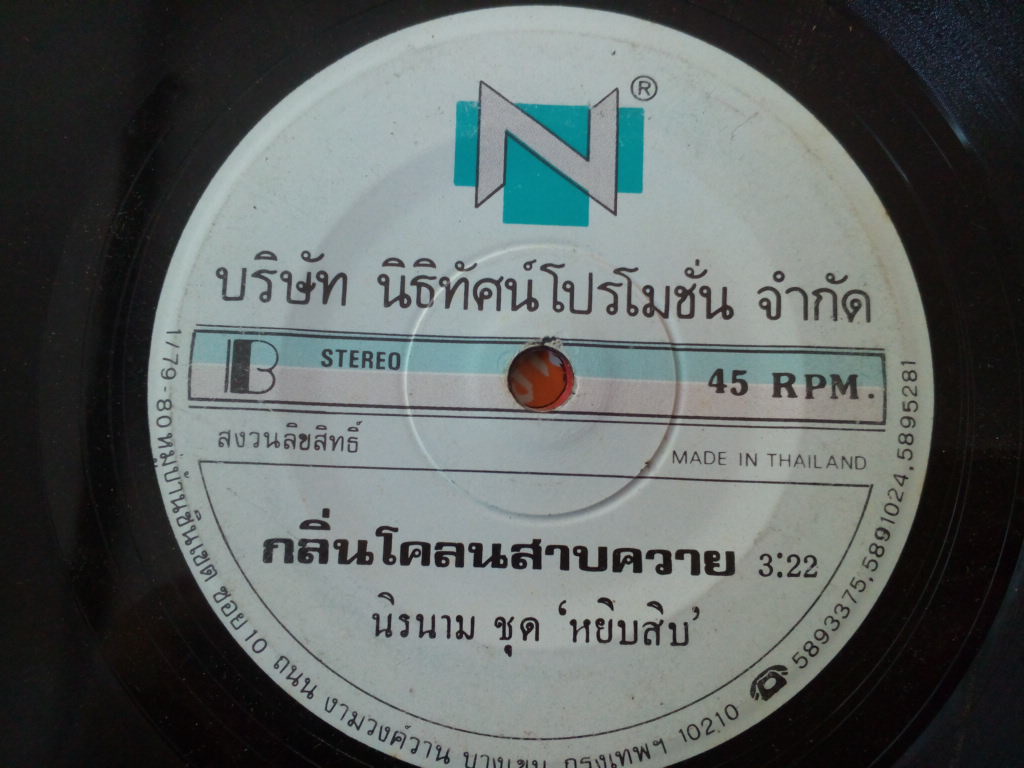 N ®
บริษัท นิธิทัศน์โปรโมชั่น จำกัด
B STEREO 45 RPM.
สงวนลิขสิทธิ์ MADE IN THAILAND
กลิ่นโคลนสาบควาย 3:22
นิรนาม ชุด 'หยิบสิบ'
1/79-80 หมู่บ้านชินเขต ซอย 10 ถนน งามวงศ์วาน บางเขน กรุงเทพฯ 10210 ☎ 5893375,5891024,5895281